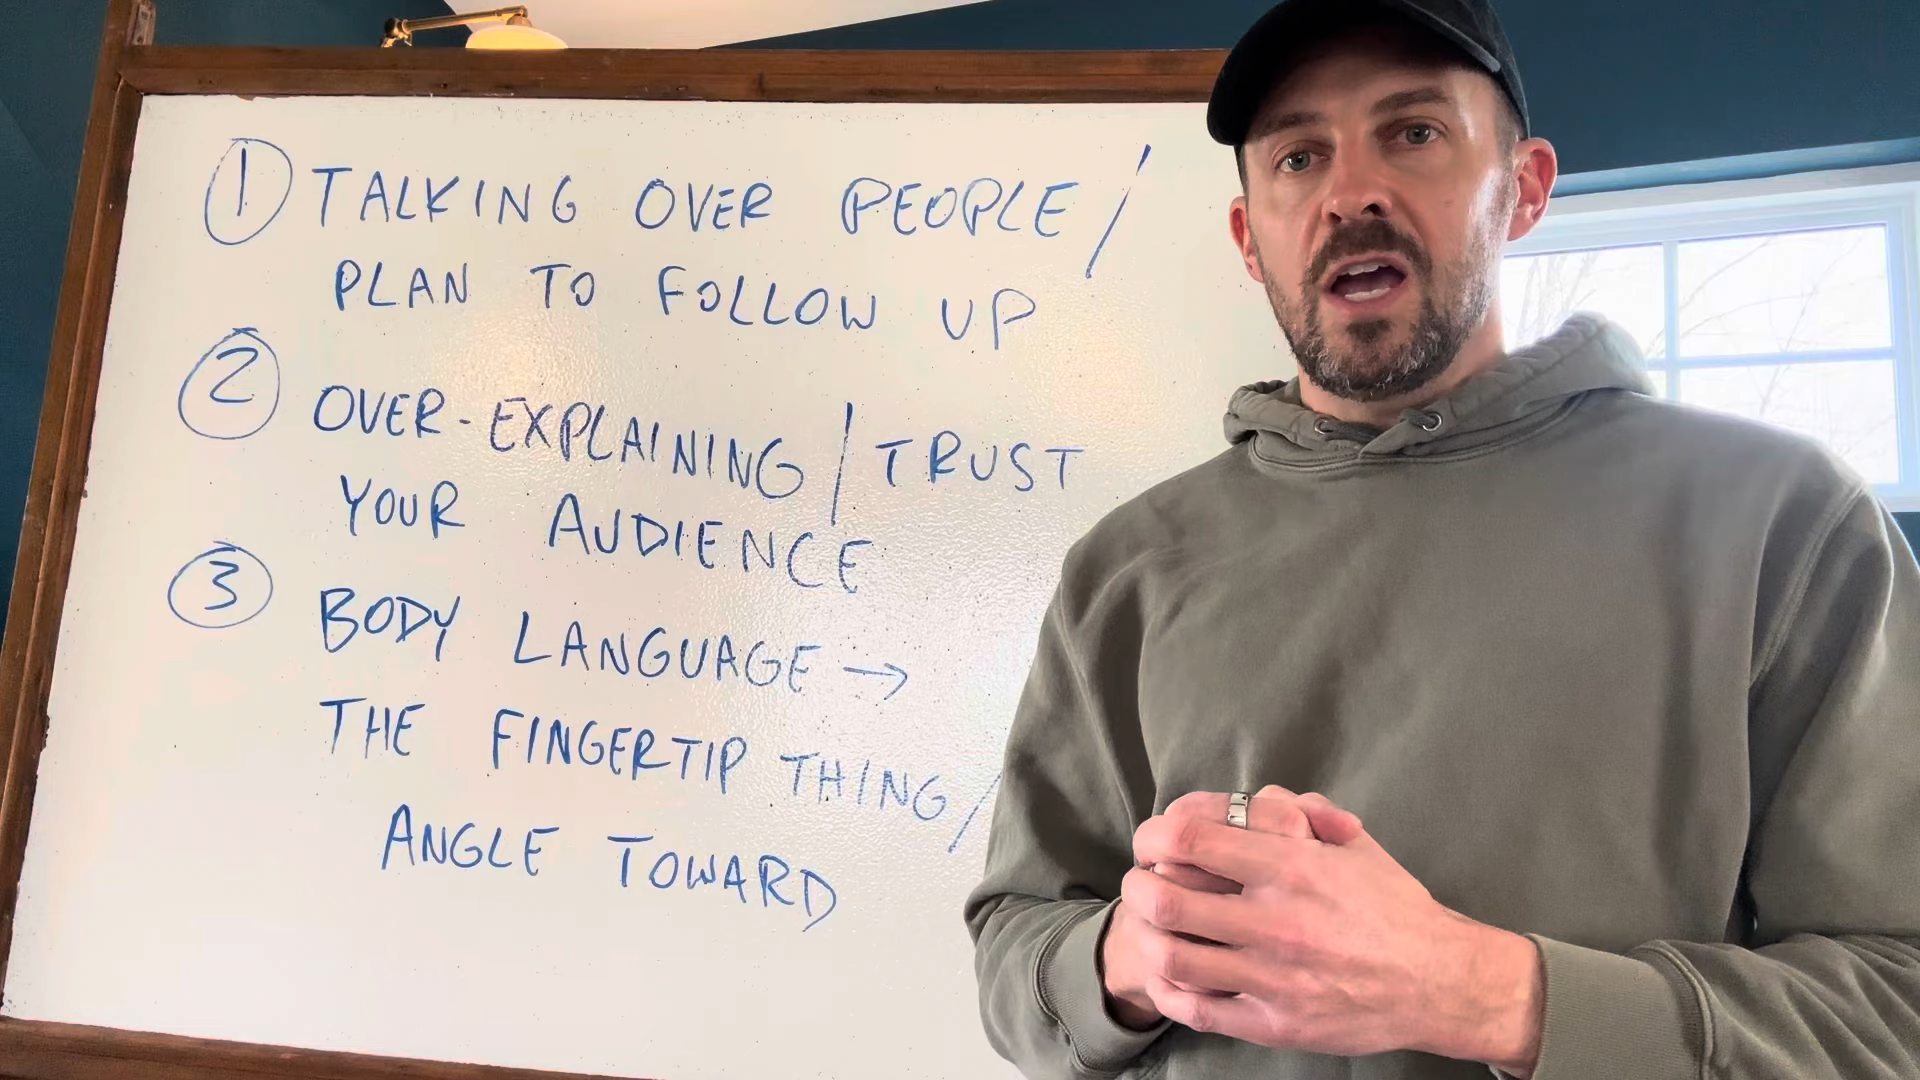 1 TALKING OVER PEOPLE/
PLAN TO FOLLOW UP
2 OVER-EXPLAINING/TRUST
YOUR AUDIENCE
3 BODY LANGUAGE →
THE FINGERTIP THING/
ANGLE TOWARD